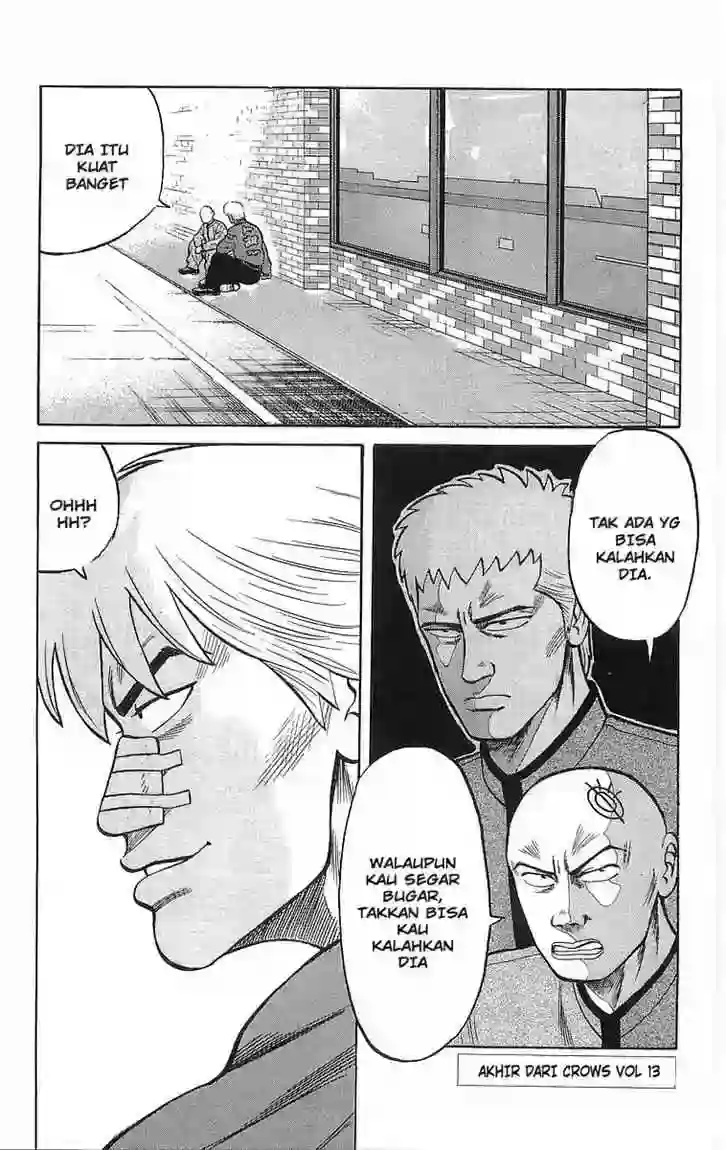 DIA ITU
KUAT
BANGET
OHHH
HH?
TAK ADA YG
BISA
KALAHKAN
DIA.
WALAUPUN
KAU SEGAR
BUGAR,
TAKKAN BISA
KAU
KALAHKAN
DIA
AKHIR DARI CROWS VOL 13